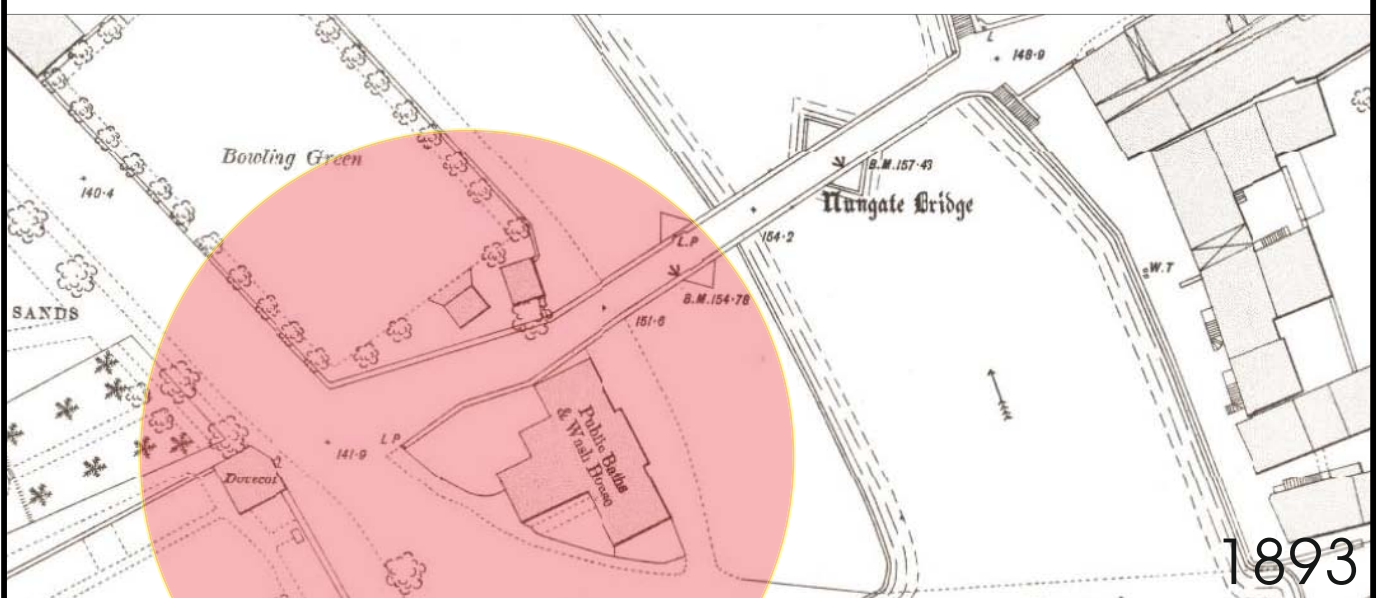 L
148·9
Bowling Green
B.M.157·43
140·4
Nungate Bridge
L.P
154·2
W.T
B.M.154·78
SANDS
151·6
Public Baths
& Wash House
L.P
141·9
Dovecot
1893